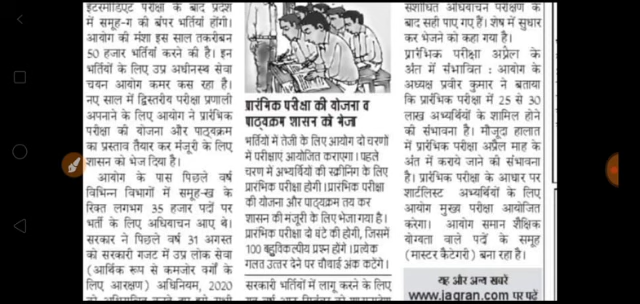 इंटरमीडिएट परीक्षा के बाद प्रदेश
में समूह-ग की बंपर भर्तियां होंगी।
आयोग की मंशा इस साल तकरीबन
50 हजार भर्तियां करने की है। इन
भर्तियों के लिए उप्र अधीनस्थ सेवा
चयन आयोग कमर कस रहा है।
नए साल में द्विस्तरीय परीक्षा प्रणाली
अपनाने के लिए आयोग ने प्रारंभिक
परीक्षा की योजना और पाठ्यक्रम
का प्रस्ताव तैयार कर मंजूरी के लिए
शासन को भेज दिया है।
आयोग के पास पिछले वर्ष
विभिन्न विभागों में समूह-ख के
रिक्त लगभग 35 हजार पदों पर
भर्ती के लिए अधियाचन आए थे।
सरकार ने पिछले वर्ष 31 अगस्त
को सरकारी गजट में उप्र लोक सेवा
(आर्थिक रूप से कमजोर वर्गों के
लिए आरक्षण) अधिनियम, 2020
प्रारंभिक परीक्षा की योजना व
पाठ्यक्रम शासन को भेजा
भर्तियों में तेजी के लिए आयोग दो चरणों
में परीक्षाएं आयोजित कराएगा। पहले
चरण में अभ्यर्थियों की स्क्रीनिंग के लिए
प्रारंभिक परीक्षा होगी। प्रारंभिक परीक्षा
की योजना और पाठ्यक्रम तय कर
शासन की मंजूरी के लिए भेजा गया है।
प्रारंभिक परीक्षा दो घंटे की होगी, जिसमें
100 बहुविकल्पीय प्रश्न होंगे। प्रत्येक
गलत उत्तर देने पर चौथाई अंक कटेंगे।
सरकारी भर्तियों में लागू करने के लिए
संशोधित अधियाचन परीक्षण के
बाद सही पाए गए हैं। शेष में सुधार
कर भेजने को कहा गया है।
प्रारंभिक परीक्षा अप्रैल के
अंत में संभावित : आयोग के
अध्यक्ष प्रवीर कुमार ने बताया
कि प्रारंभिक परीक्षा में 25 से 30
लाख अभ्यर्थियों के शामिल होने
की संभावना है। मौजूदा हालात
में प्रारंभिक परीक्षा अप्रैल माह के
अंत में कराये जाने की संभावना
है। प्रारंभिक परीक्षा के आधार पर
शार्टलिस्ट अभ्यर्थियों के लिए
आयोग मुख्य परीक्षा आयोजित
करेगा। आयोग समान शैक्षिक
योग्यता वाले पदों के समूह
(मास्टर कैटेगरी) बना रहा है।
यह और अन्य खबरें
www.jagran.com पर पढ़ें